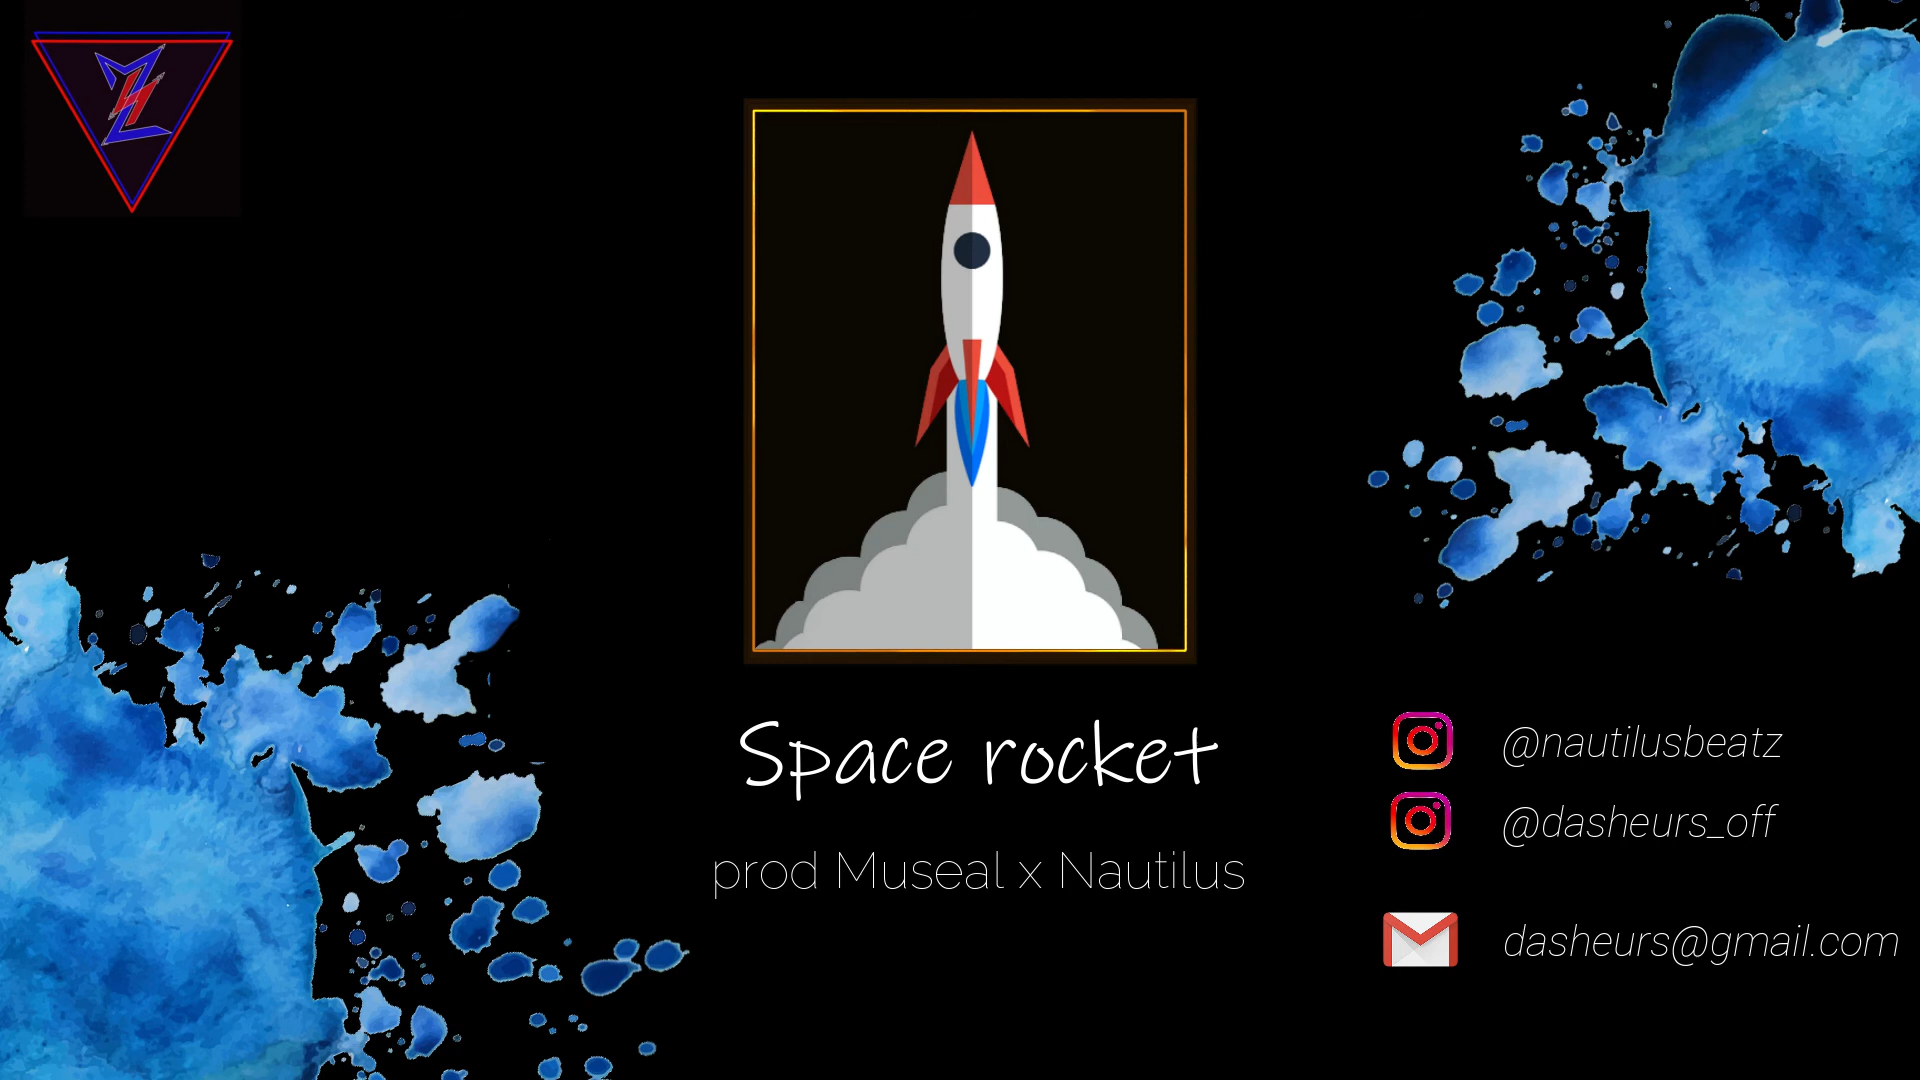 Space rocket
prod Museal x Nautilus
@nautilusbeatz
@dasheurs_off
dasheurs@gmail.com